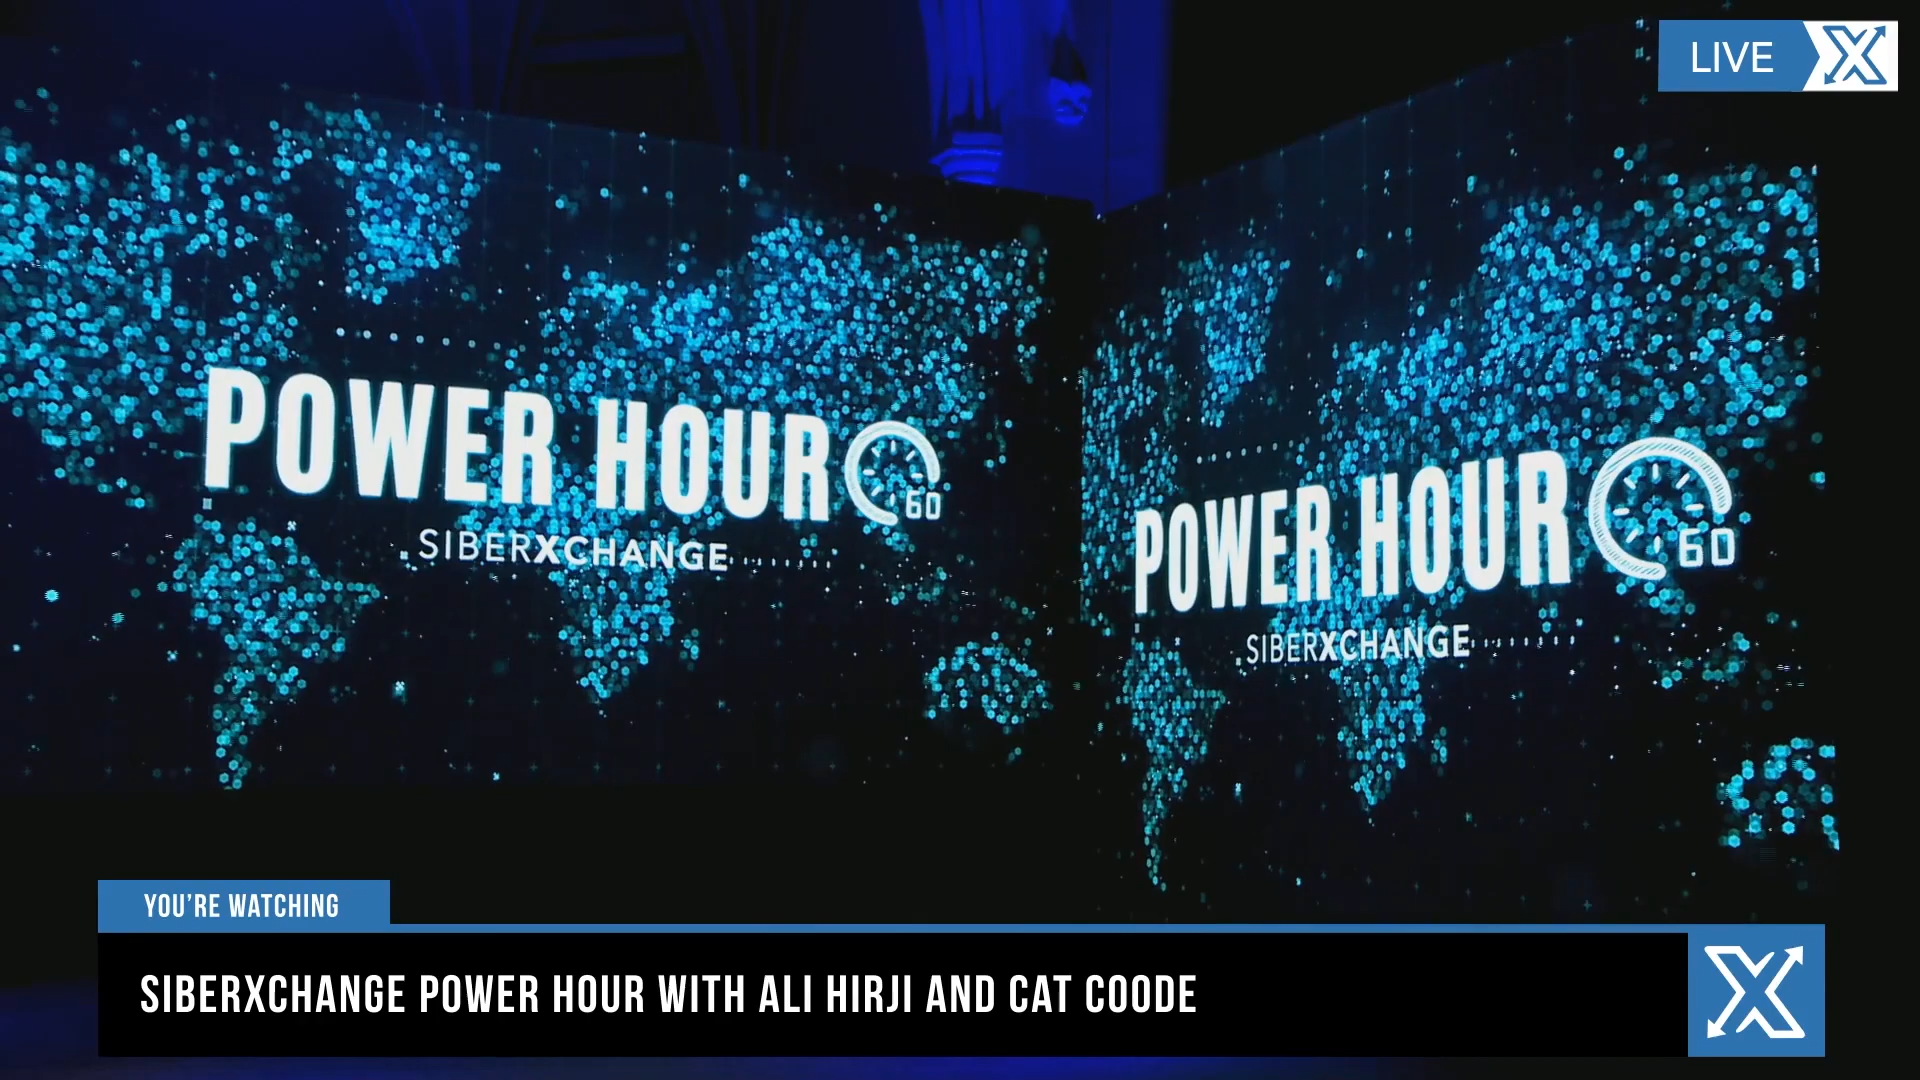 LIVE
POWER HOUR
60
SIBERXCHANGE
POWER HOUR
60
SIBERXCHANGE
YOU'RE WATCHING
SIBERXCHANGE POWER HOUR WITH ALI HIRJI AND CAT COODE